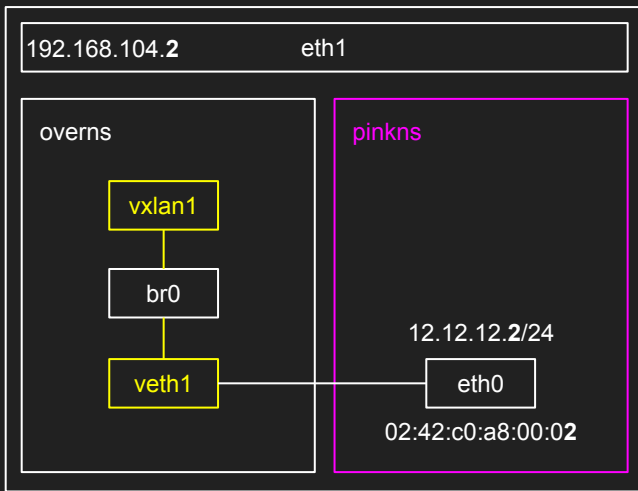 192.168.104.2 eth1
overns
pinkns
vxlan1
br0
veth1
12.12.12.2/24
eth0
02:42:c0:a8:00:02